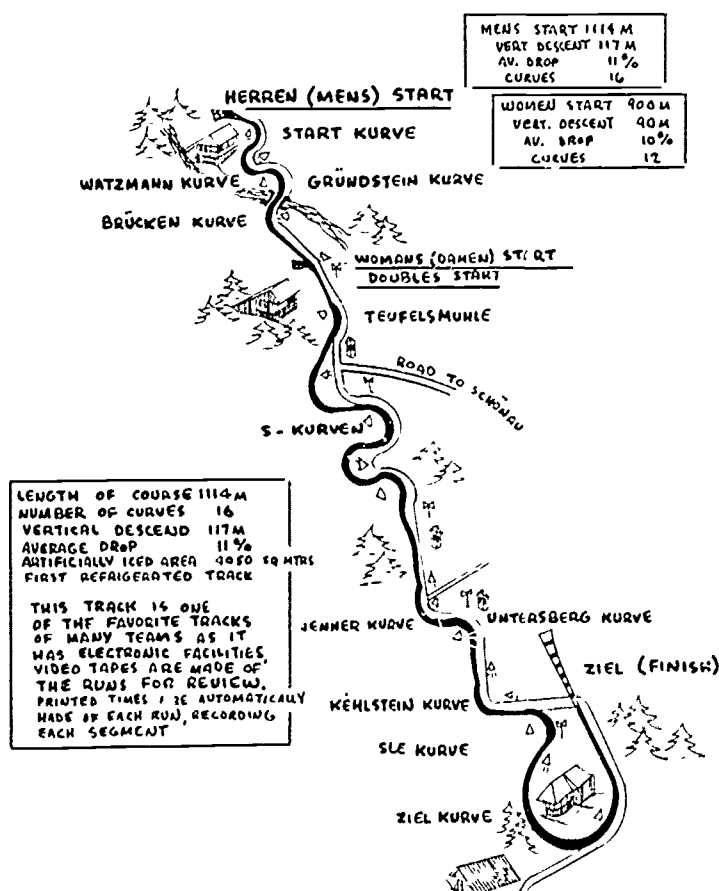 MENS START 1114 M
VERT DESCENT 117 M
AV. DROP 11%
CURVES 16
WOMEN START 900 M
VERT. DESCENT 90 M
AV. DROP 10%
CURVES 12
HERREN (MENS) START
START KURVE
WATZMANN KURVE
GRÜNDSTEIN KURVE
BRÜCKEN KURVE
WOMANS (DAMEN) START
DOUBLES START
TEUFELSMUHLE
ROAD TO SCHÖNAU
S-KURVEN
LENGTH OF COURSE 1114 M
NUMBER OF CURVES 16
VERTICAL DESCEND 117 M
AVERAGE DROP 11%
ARTIFICIALLY ICED AREA 4050 SQ MTRS
FIRST REFRIGERATED TRACK
THIS TRACK IS ONE
OF THE FAVORITE TRACKS
OF MANY TEAMS AS IT
HAS ELECTRONIC FACILITIES,
VIDEO TAPES ARE MADE OF
THE RUNS FOR REVIEW.
PRINTED TIMES AUTOMATICALLY
MADE OF EACH RUN, RECORDING
EACH SEGMENT
JENNER KURVE
UNTERSBERG KURVE
ZIEL (FINISH)
KEHLSTEIN KURVE
SLE KURVE
ZIEL KURVE